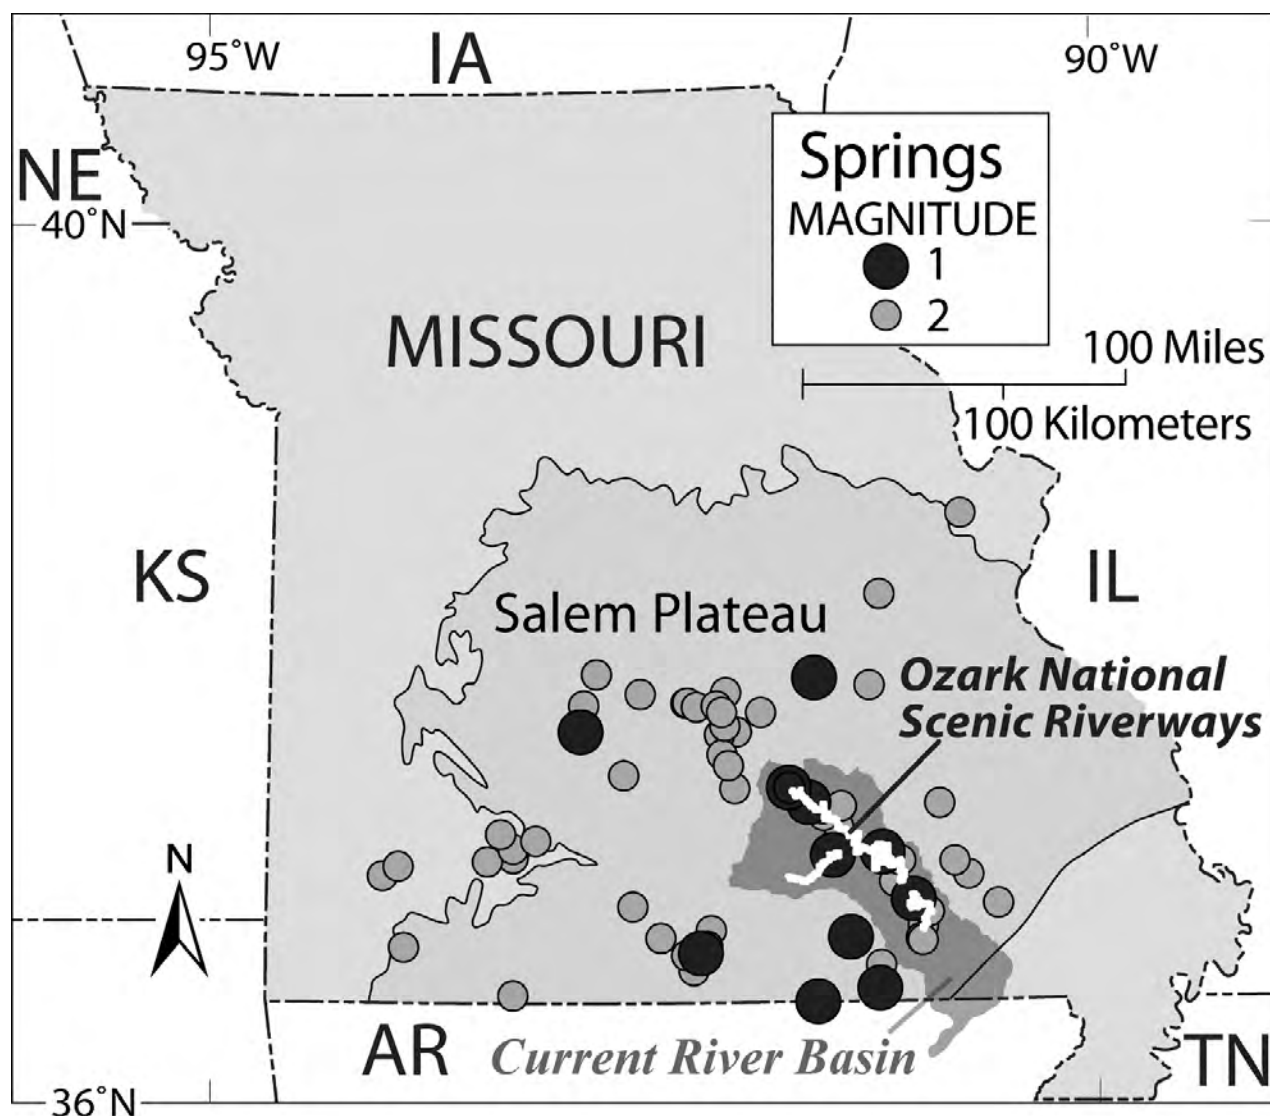 95˚W
IA
90˚W
NE
40˚N
Springs
MAGNITUDE
1
2
MISSOURI
100 Miles
100 Kilometers
KS
IL
Salem Plateau
Ozark National
Scenic Riverways
N
AR
Current River Basin
TN
36˚N